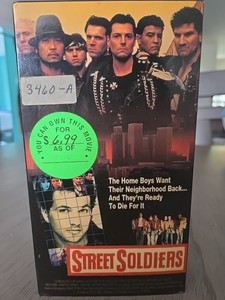 3460-A
YOU CAN OWN THIS MOVIE
FOR
$6.99
AS OF
The Home Boys Want
Their Neighborhood Back...
And They're Ready
To Die For It
STREET SOLDIERS